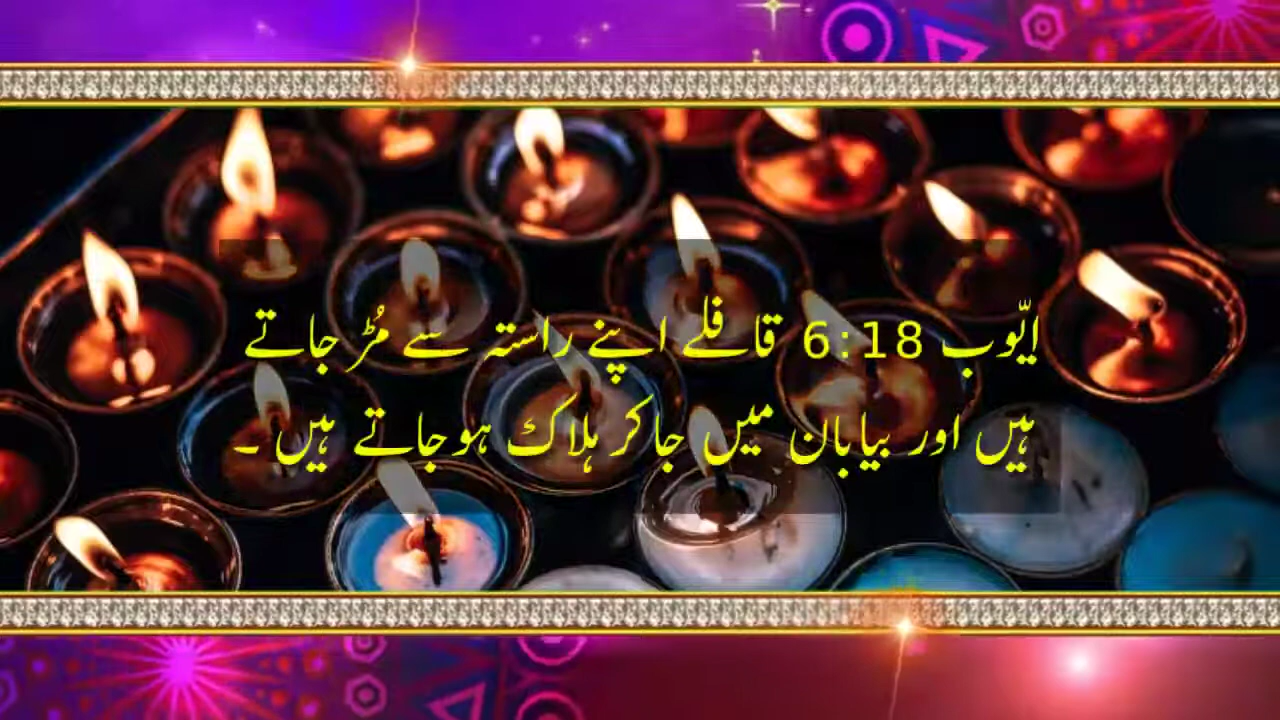 ایّوب 6:18 قافلے اپنے راستہ سے مُڑ جاتے
ہیں اور بیابان میں جا کر ہلاک ہو جاتے ہیں ۔